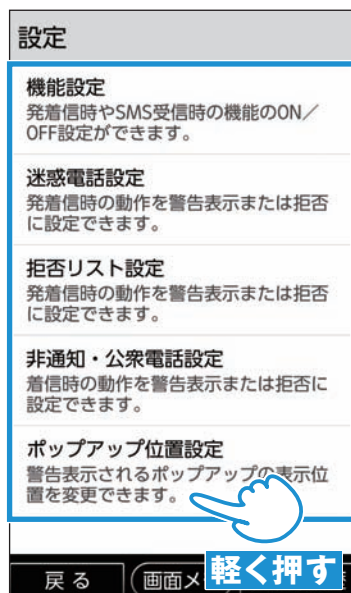 設定
機能設定
発着信時やSMS受信時の機能のON／
OFF設定ができます。
迷惑電話設定
発着信時の動作を警告表示または拒否
に設定できます。
拒否リスト設定
発着信時の動作を警告表示または拒否
に設定できます。
非通知・公衆電話設定
着信時の動作を警告表示または拒否に
設定できます。
ポップアップ位置設定
警告表示されるポップアップの表示位
置を変更できます。
軽く押す
戻る
画面メ